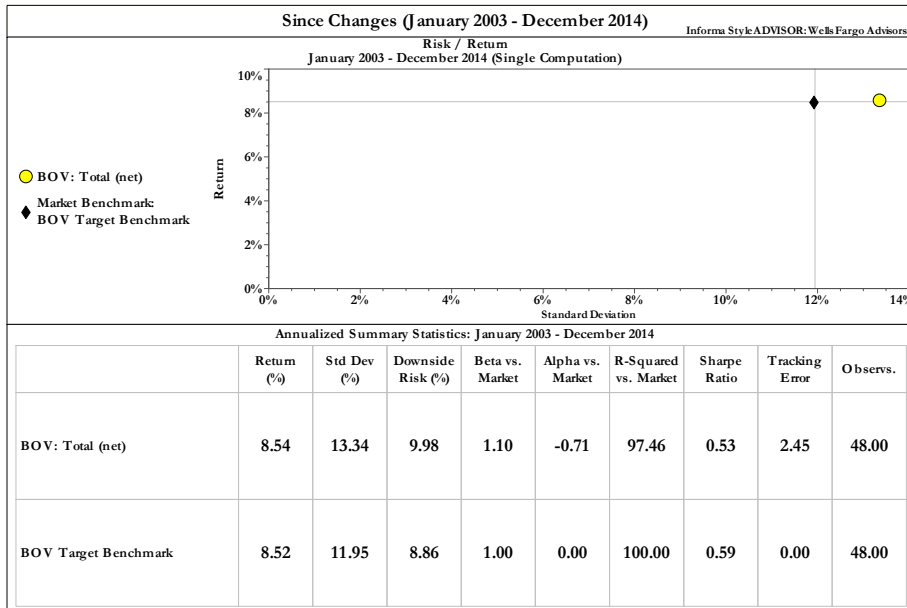 Since Changes (January 2003 - December 2014)
Informa StyleADVISOR: Wells Fargo Advisors
Risk / Return
January 2003 - December 2014 (Single Computation)
10%
8%
6%
4%
2%
0%
Return
0% 2% 4% 6% 8% 10% 12% 14%
Standard Deviation
BOV: Total (net)
Market Benchmark:
BOV Target Benchmark
Annualized Summary Statistics: January 2003 - December 2014
Return (%) Std Dev (%) Downside Risk (%) Beta vs. Market Alpha vs. Market R-Squared vs. Market Sharpe Ratio Tracking Error Observs.
BOV: Total (net) 8.54 13.34 9.98 1.10 -0.71 97.46 0.53 2.45 48.00
BOV Target Benchmark 8.52 11.95 8.86 1.00 0.00 100.00 0.59 0.00 48.00